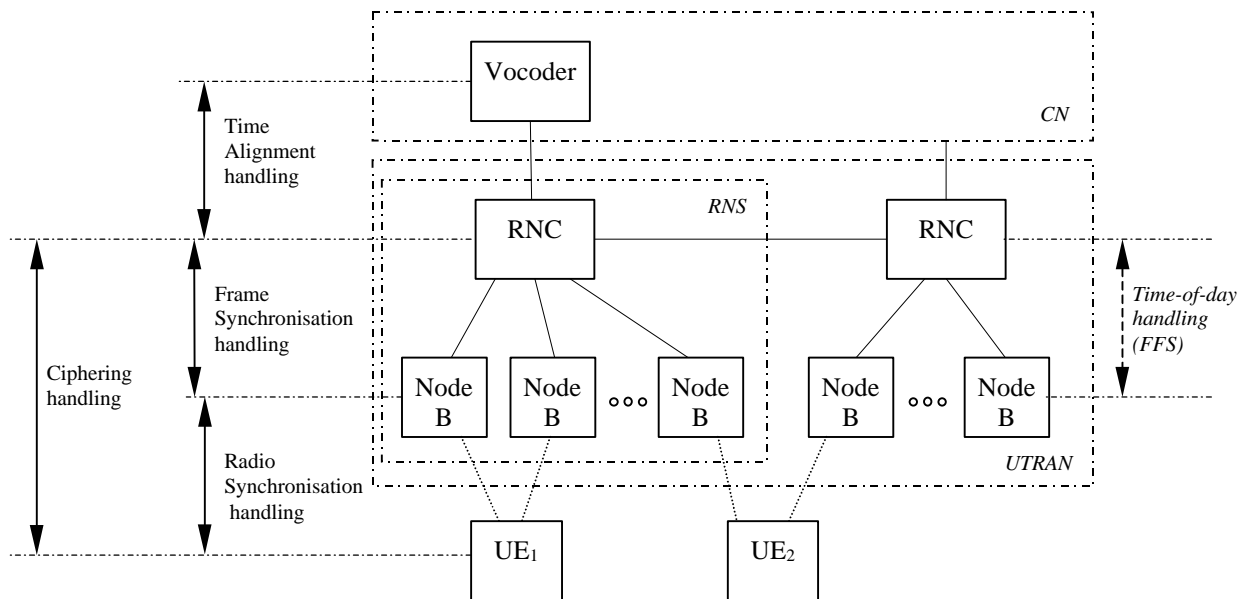 Vocoder
CN
Time
Alignment
handling
RNS
RNC
RNC
Frame
Synchronisation
handling
Time-of-day
handling
(FFS)
Ciphering
handling
Node
B
Node
B
Node
B
Node
B
Node
B
Radio
Synchronisation
handling
UTRAN
UE1
UE2